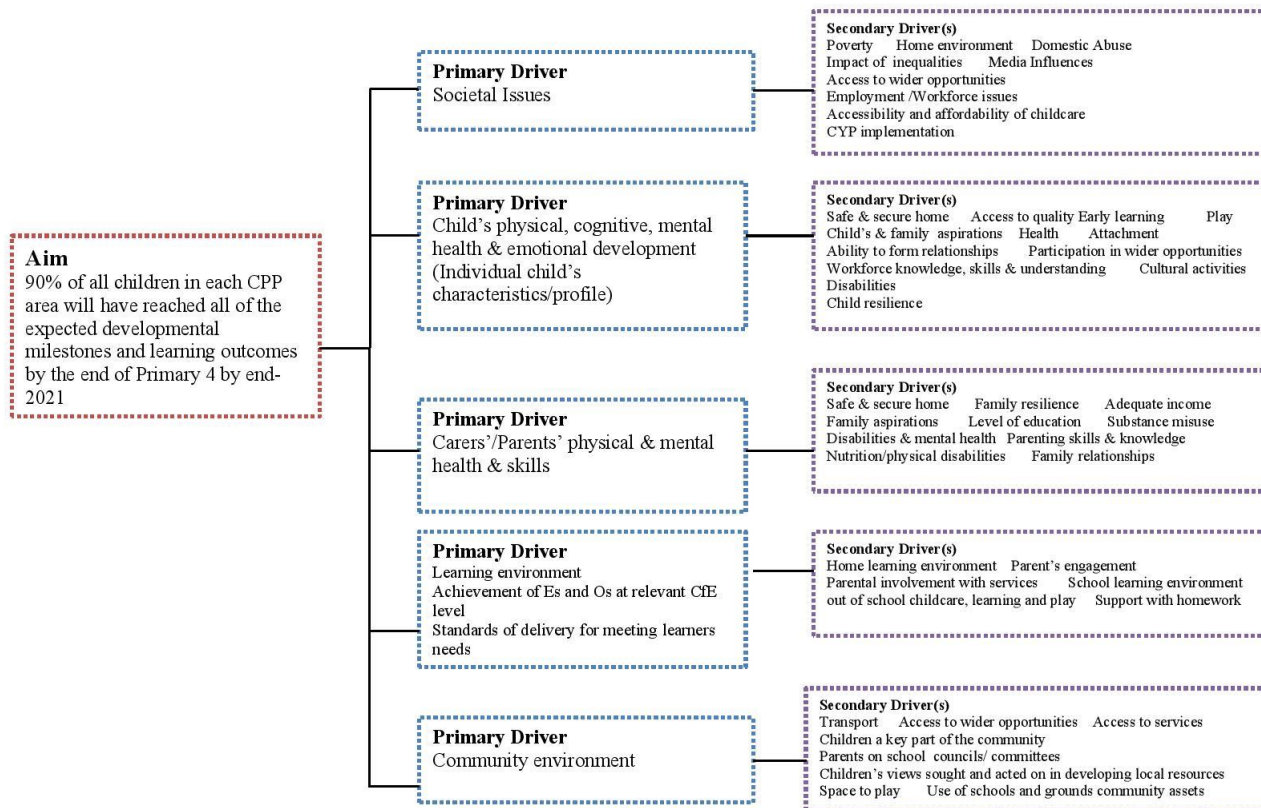 Aim
90% of all children in each CPP
area will have reached all of the
expected developmental
milestones and learning outcomes
by the end of Primary 4 by end-
2021
Primary Driver
Societal Issues
Secondary Driver(s)
Poverty Home environment Domestic Abuse
Impact of inequalities Media Influences
Access to wider opportunities
Employment /Workforce issues
Accessibility and affordability of childcare
CYP implementation
Primary Driver
Child's physical, cognitive, mental
health & emotional development
(Individual child's
characteristics/profile)
Secondary Driver(s)
Safe & secure home Access to quality Early learning Play
Child's & family aspirations Health Attachment
Ability to form relationships Participation in wider opportunities
Workforce knowledge, skills & understanding Cultural activities
Disabilities
Child resilience
Primary Driver
Carers'/Parents' physical & mental
health & skills
Secondary Driver(s)
Safe & secure home Family resilience Adequate income
Family aspirations Level of education Substance misuse
Disabilities & mental health Parenting skills & knowledge
Nutrition/physical disabilities Family relationships
Primary Driver
Learning environment
Achievement of Es and Os at relevant CfE
level
Standards of delivery for meeting learners
needs
Secondary Driver(s)
Home learning environment Parent's engagement
Parental involvement with services School learning environment
out of school childcare, learning and play Support with homework
Primary Driver
Community environment
Secondary Driver(s)
Transport Access to wider opportunities Access to services
Children a key part of the community
Parents on school councils/ committees
Children's views sought and acted on in developing local resources
Space to play Use of schools and grounds community assets